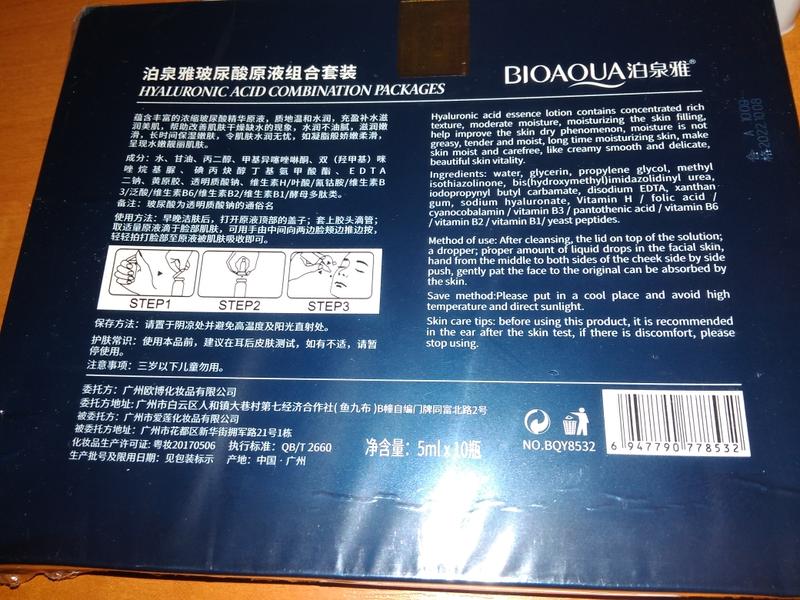 泊泉雅玻尿酸原液组合套装
HYALURONIC ACID COMBINATION PACKAGES
BIOAQUA泊泉雅®
蕴含丰富的浓缩玻尿酸精华原液，质地温和水润，充盈补水滋
润美肌，帮助改善肌肤干燥缺水的现象，水润不油腻，滋润嫩
滑，长时间保湿嫩肤，令肌肤水润无忧，如凝脂般娇嫩柔滑，
呈现水嫩靓丽肌肤。
成分：水、甘油、丙二醇、甲基异噻唑啉酮、双（羟甲基）咪
唑烷基脲、碘丙炔醇丁基氨甲酸酯、EDTA
二钠、黄原胶、透明质酸钠、维生素H/叶酸/氰钴胺/维生素B
3/泛酸/维生素B6/维生素B2/维生素B1/酵母多肽类。
备注：玻尿酸为透明质酸钠的通俗名
使用方法：早晚洁肤后，打开原液顶部的盖子；套上胶头滴管；
取适量原液滴于脸部肌肤，可用手由中间向两边脸颊边推边按，
轻轻拍打脸部至原液被肌肤吸收即可。
STEP1 STEP2 STEP3
保存方法：请置于阴凉处并避免高温度及阳光直射处。
护肤常识：使用本品前，建议在耳后皮肤测试，如有不适，请暂
停使用。
注意事项：三岁以下儿童勿用。
Hyaluronic acid essence lotion contains concentrated rich
texture, moderate moisture, moisturizing the skin filling,
help improve the skin dry phenomenon, moisture is not
greasy, tender and moist, long time moisturizing skin, make
skin moist and carefree, like creamy smooth and delicate,
beautiful skin vitality.
Ingredients: water, glycerin, propylene glycol, methyl
isothiazolinone, bis(hydroxymethyl)imidazolidinyl urea,
iodopropynyl butyl carbamate, disodium EDTA, xanthan
gum, sodium hyaluronate, Vitamin H / folic acid /
cyanocobalamin / vitamin B3 / pantothenic acid / vitamin B6
/ vitamin B2 / vitamin B1/ yeast peptides.
Method of use: After cleansing, the lid on top of the solution;
a dropper; proper amount of liquid drops in the facial skin,
hand from the middle to both sides of the cheek side by side
push, gently pat the face to the original can be absorbed by
the skin.
Save method:Please put in a cool place and avoid high
temperature and direct sunlight.
Skin care tips: before using this product, it is recommended
in the ear after the skin test, if there is discomfort, please
stop using.
委托方：广州欧博化妆品有限公司
委托方地址：广州市白云区人和镇大巷村第七经济合作社( 鱼九布 )B幢自编门牌同富北路2号
被委托方：广州市爱莲化妆品有限公司
被委托方地址：广州市花都区新华街拥军路21号1栋
化妆品生产许可证: 粤妆20170506 执行标准：QB/T 2660
生产批号及限用日期：见包装标示 产地：中国·广州
净含量：5ml x 10瓶
NO.BQY8532
6 947790 778532